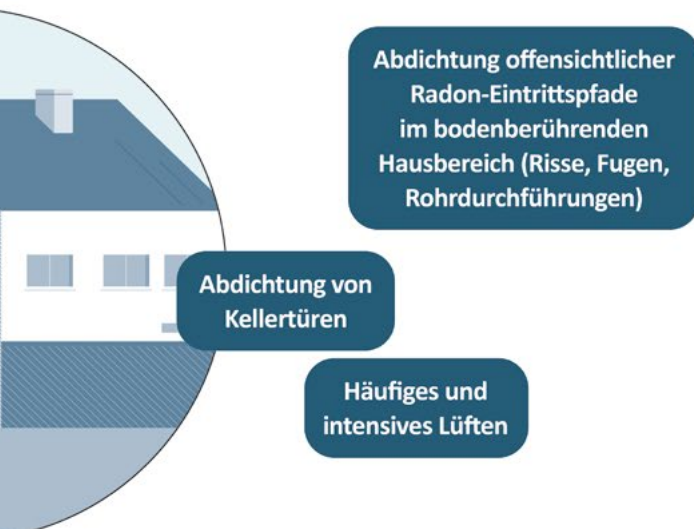 Abdichtung offensichtlicher
Radon-Eintrittspfade
im bodenberührenden
Hausbereich (Risse, Fugen,
Rohrdurchführungen)
Abdichtung von
Kellertüren
Häufiges und
intensives Lüften